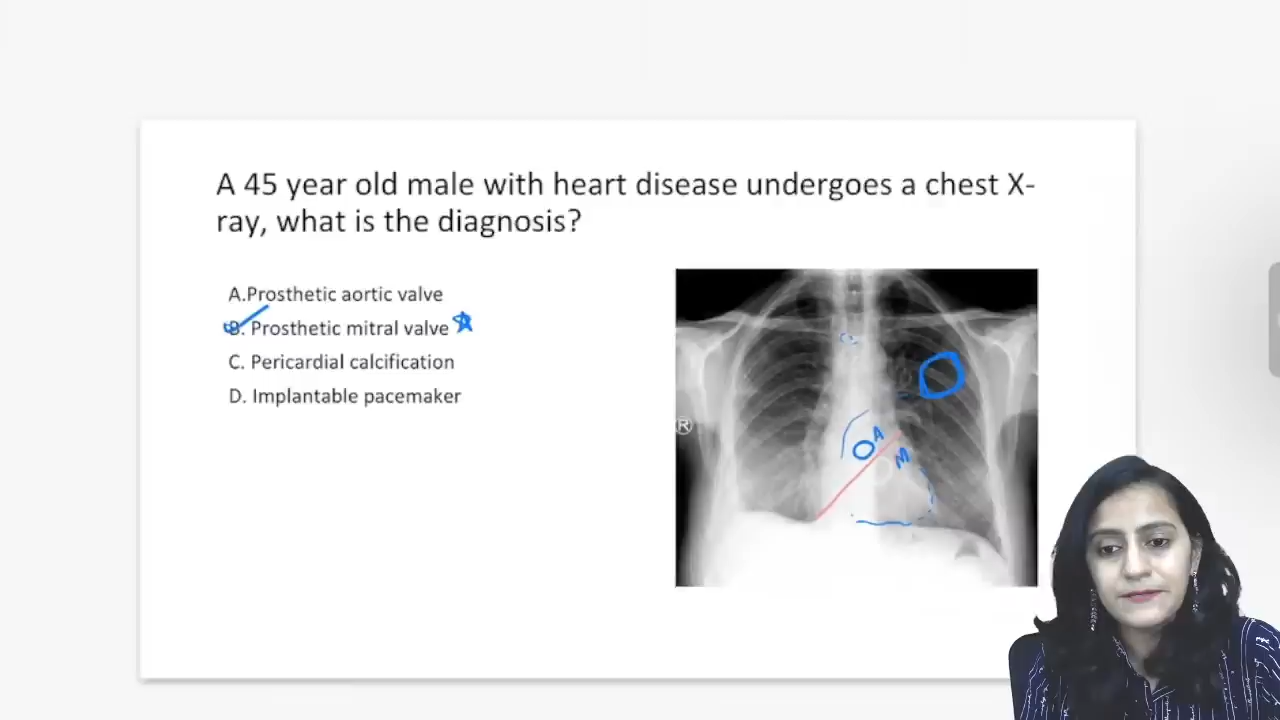 A 45 year old male with heart disease undergoes a chest X-
ray, what is the diagnosis?
A.Prosthetic aortic valve
B. Prosthetic mitral valve
C. Pericardial calcification
D. Implantable pacemaker
R
A
M